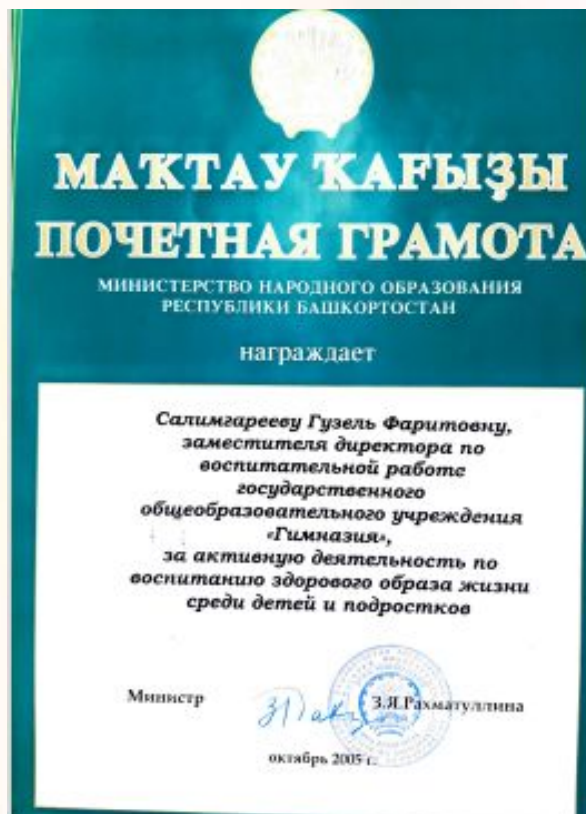 МАҠТАУ ҠАҒЫҘЫ
ПОЧЕТНАЯ ГРАМОТА
МИНИСТЕРСТВО НАРОДНОГО ОБРАЗОВАНИЯ
РЕСПУБЛИКИ БАШКОРТОСТАН
награждает
Салимгарееву Гузель Фаритовну,
заместителя директора по
воспитательной работе
государственного
общеобразовательного учреждения
«Гимназия»,
за активную деятельность по
воспитанию здорового образа жизни
среди детей и подростков
Министр З.Я.Рахматуллина
октябрь 2005 г.